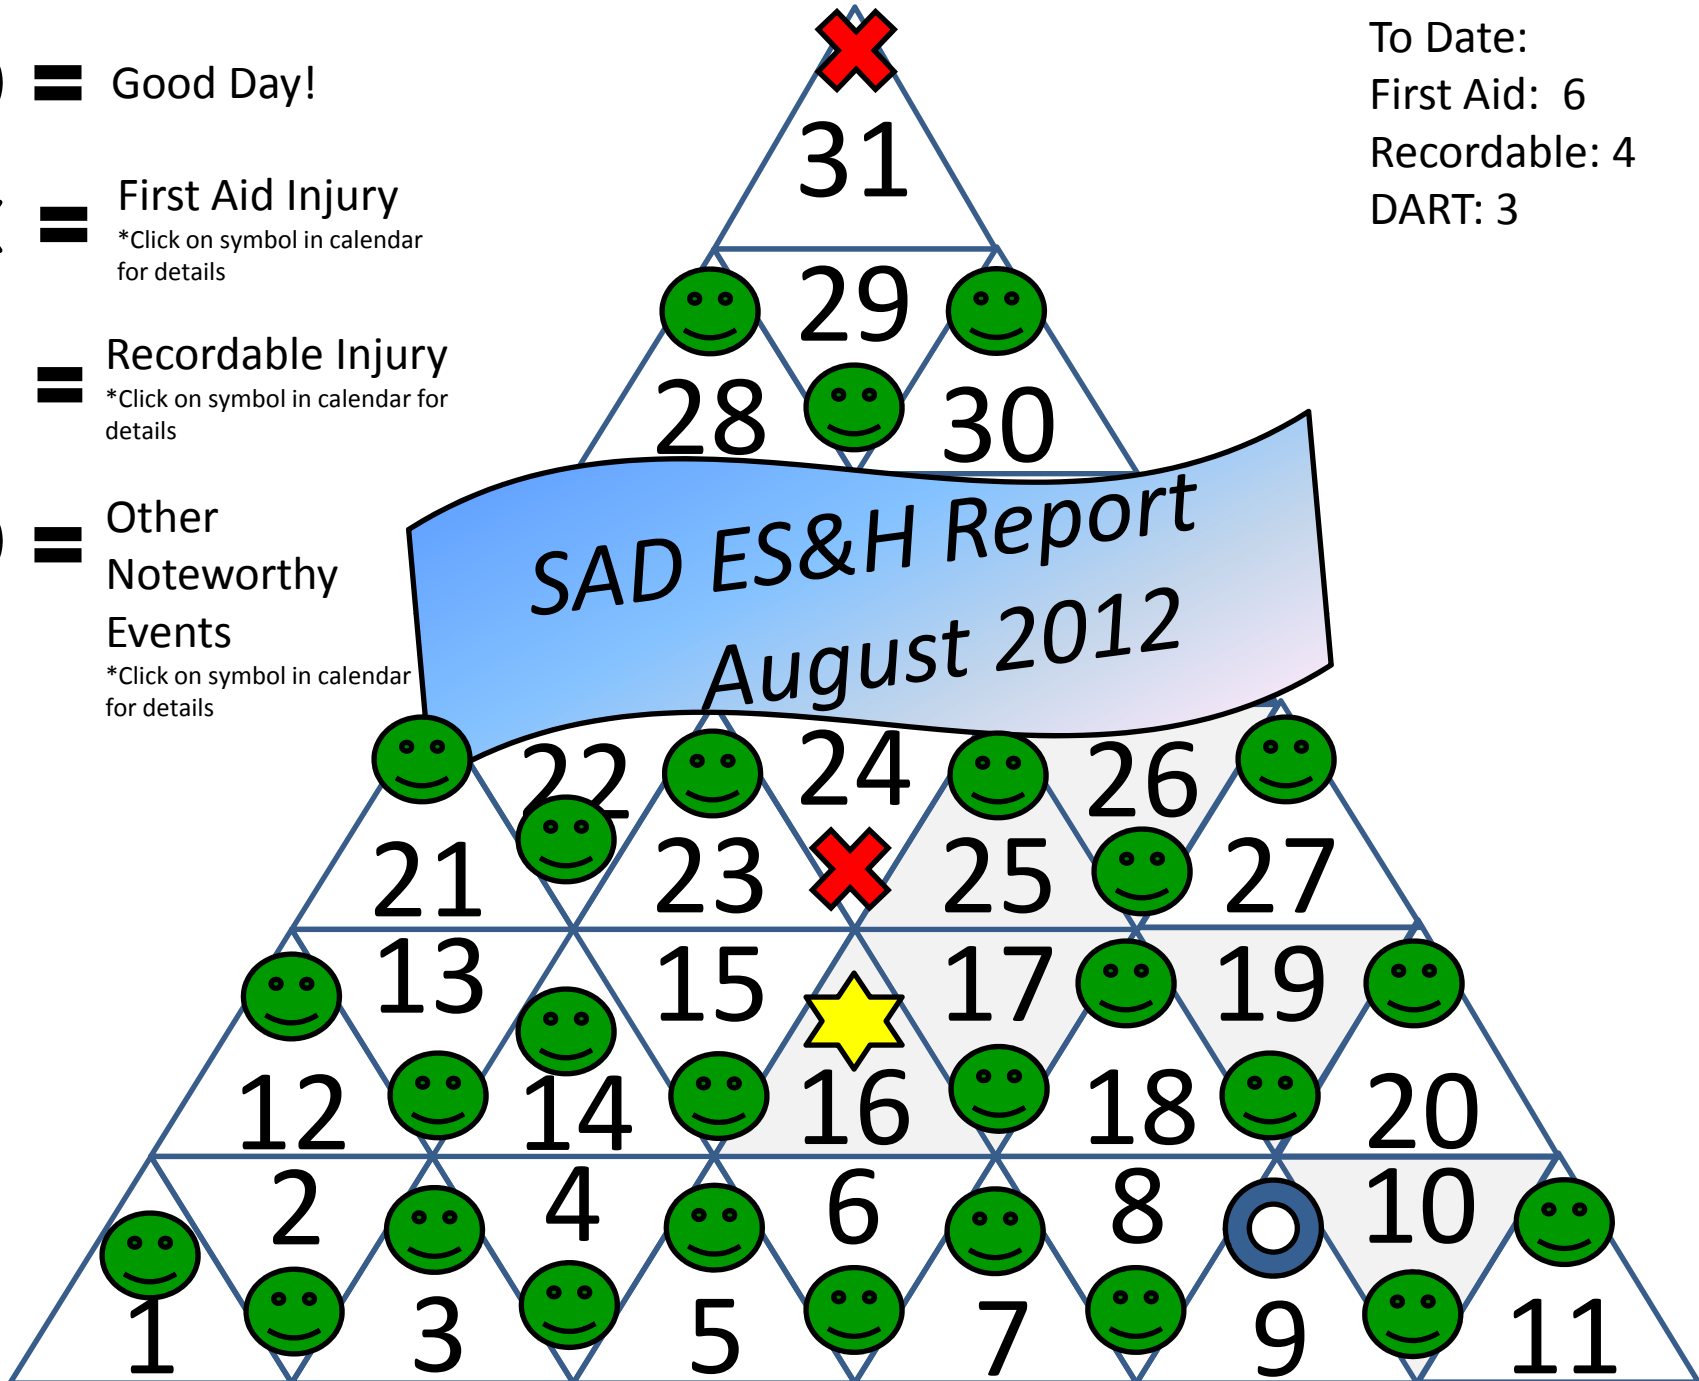 = Good Day!
= First Aid Injury
*Click on symbol in calendar
for details
= Recordable Injury
*Click on symbol in calendar for
details
= Other
Noteworthy
Events
*Click on symbol in calendar
for details
To Date:
First Aid: 6
Recordable: 4
DART: 3
31
29
28 30
SAD ES&H Report
August 2012
22 24 26
21 23 25 27
13 15 17 19
12 14 16 18 20
2 4 6 8 10
1 3 5 7 9 11